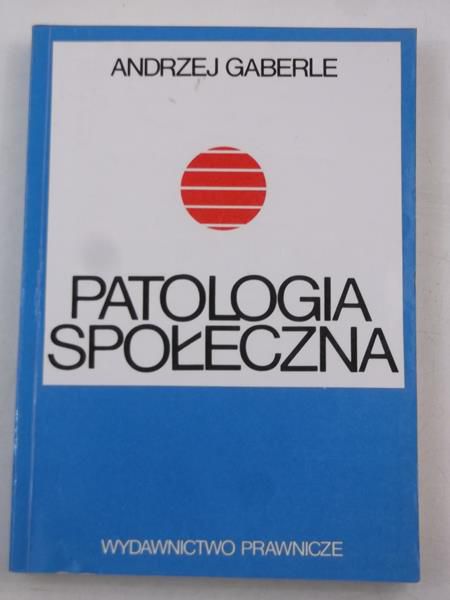 ANDRZEJ GABERLE
PATOLOGIA
SPOŁECZNA
WYDAWNICTWO PRAWNICZE